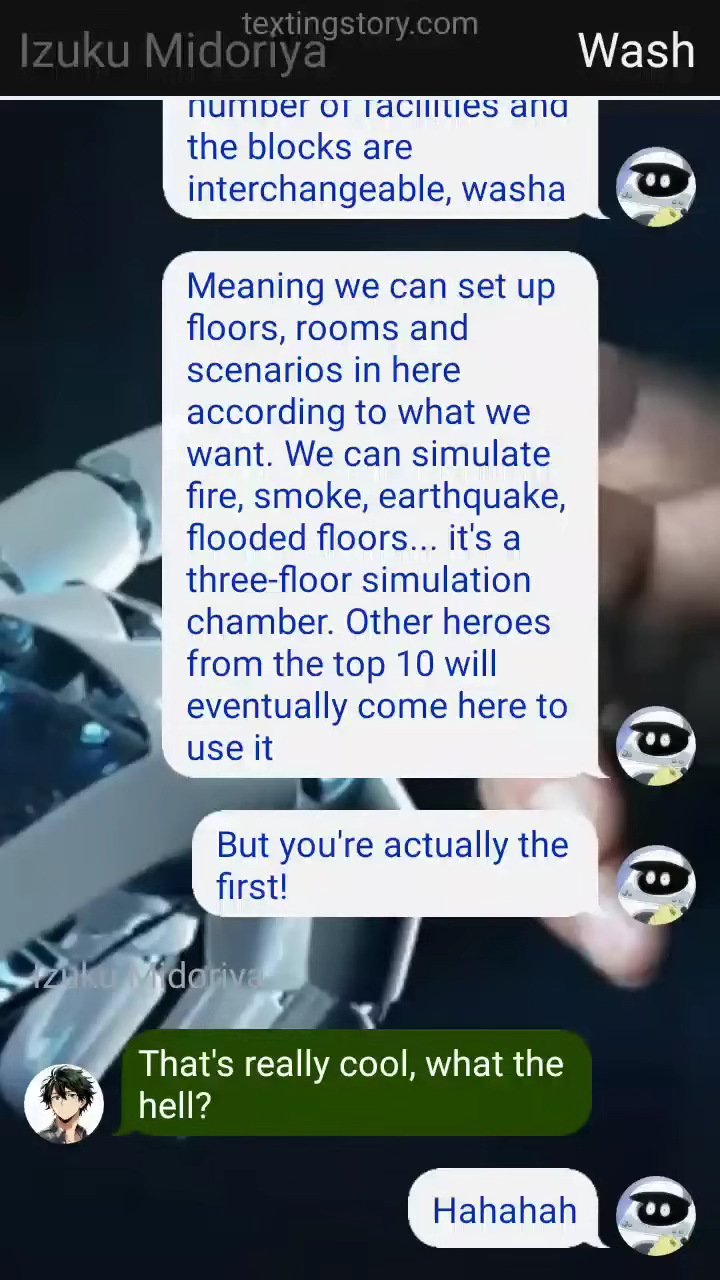 textingstory.com
Izuku Midoriya
Wash
number of facilities and
the blocks are
interchangeable, washa
Meaning we can set up
floors, rooms and
scenarios in here
according to what we
want. We can simulate
fire, smoke, earthquake,
flooded floors... it's a
three-floor simulation
chamber. Other heroes
from the top 10 will
eventually come here to
use it
But you're actually the
first!
Izuku Midoriya
That's really cool, what the
hell?
Hahahah